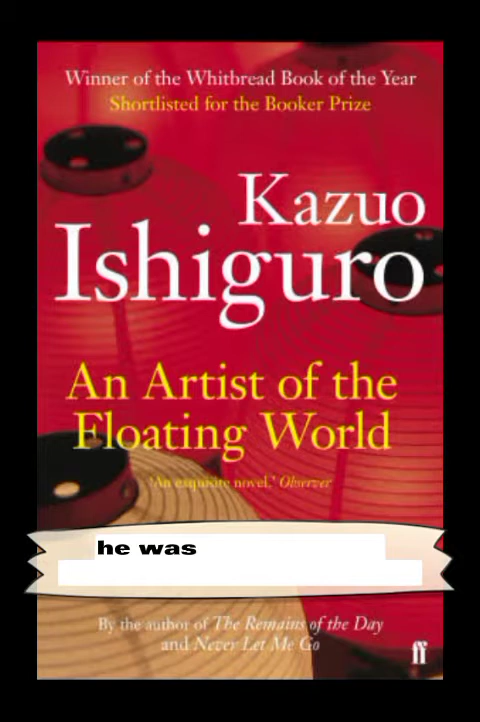 Winner of the Whitbread Book of the Year
Shortlisted for the Booker Prize
Kazuo
Ishiguro
An Artist of the
Floating World
'An exquisite novel.' Observer
he was
By the author of The Remains of the Day
and Never Let Me Go
ff